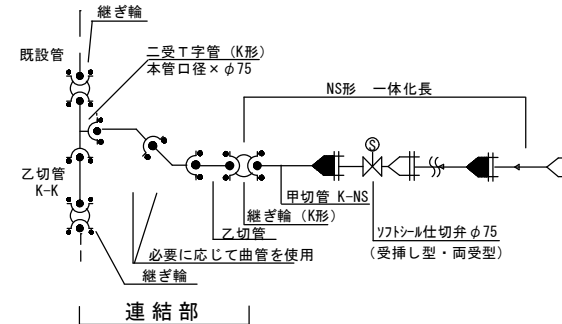 継ぎ輪
既設管
二受T字管 (K形)
本管口径×φ75
NS形 一体化長
S
乙切管
K-K
甲切管 K-NS
継ぎ輪 (K形)
乙切管
ソフトシール仕切弁φ75
(受挿し型・両受型)
必要に応じて曲管を使用
継ぎ輪
連結部